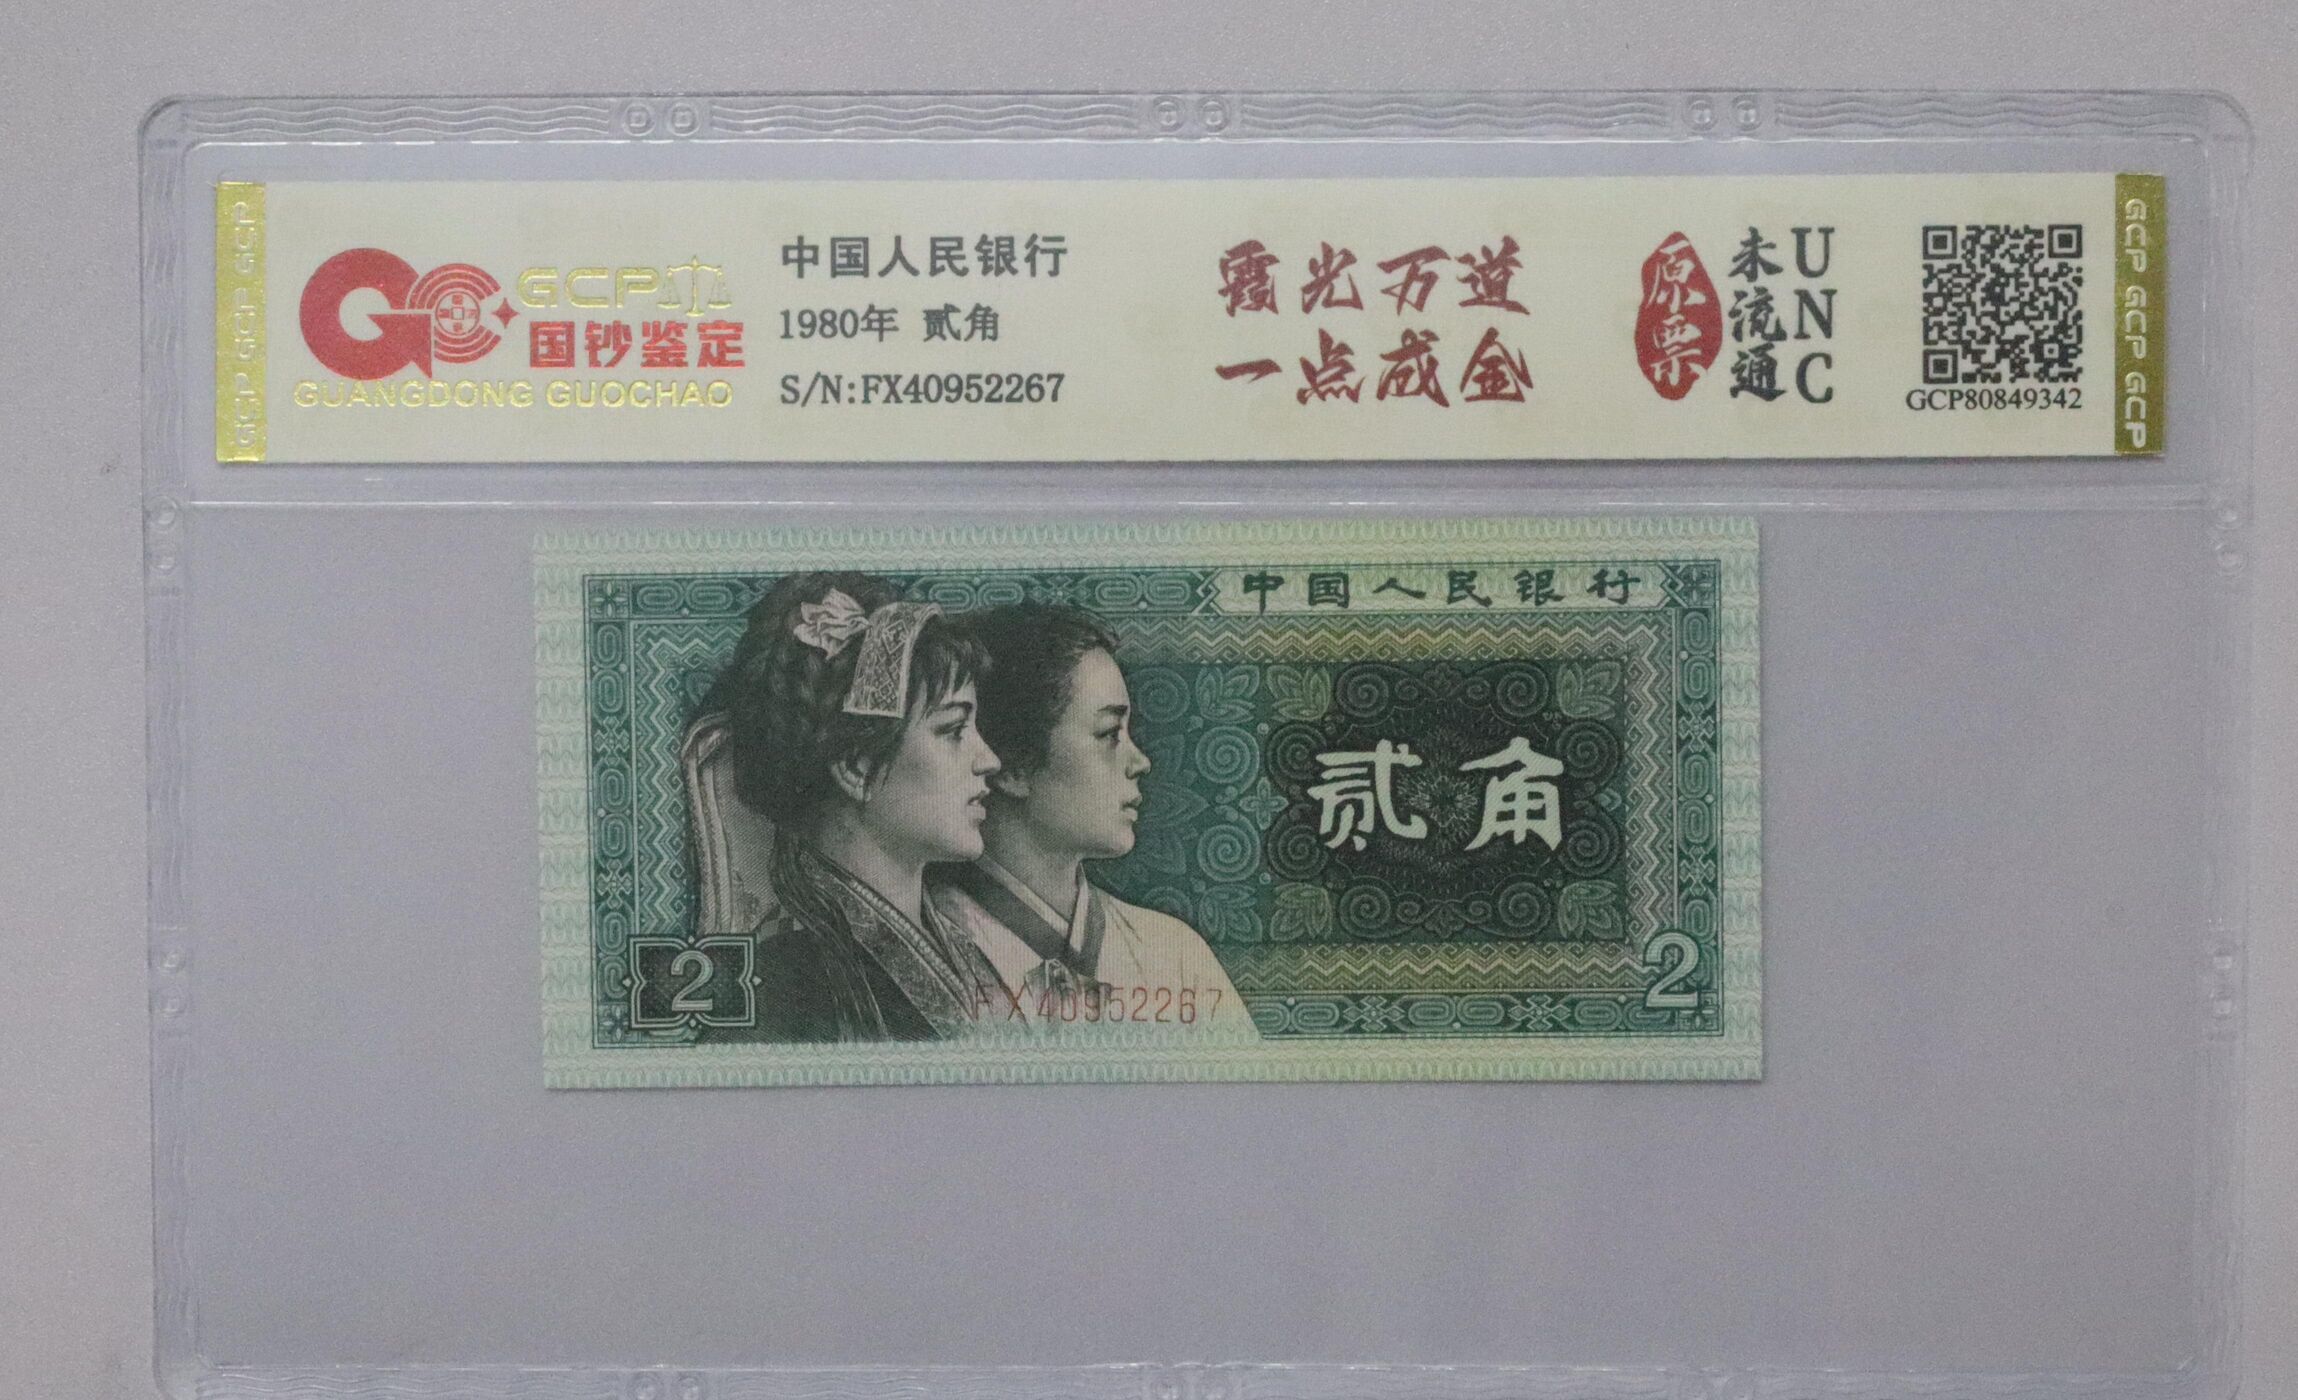 GCP
国钞鉴定
GUANGDONG GUOCHAO
中国人民银行
1980年 贰角
S/N:FX40952267
霞光万道
一点成金
原票
未流通
UNC
GCP80849342
GCP GCP GCP
GCP GCP GCP
中国人民银行
贰角
2
2
FX40952267